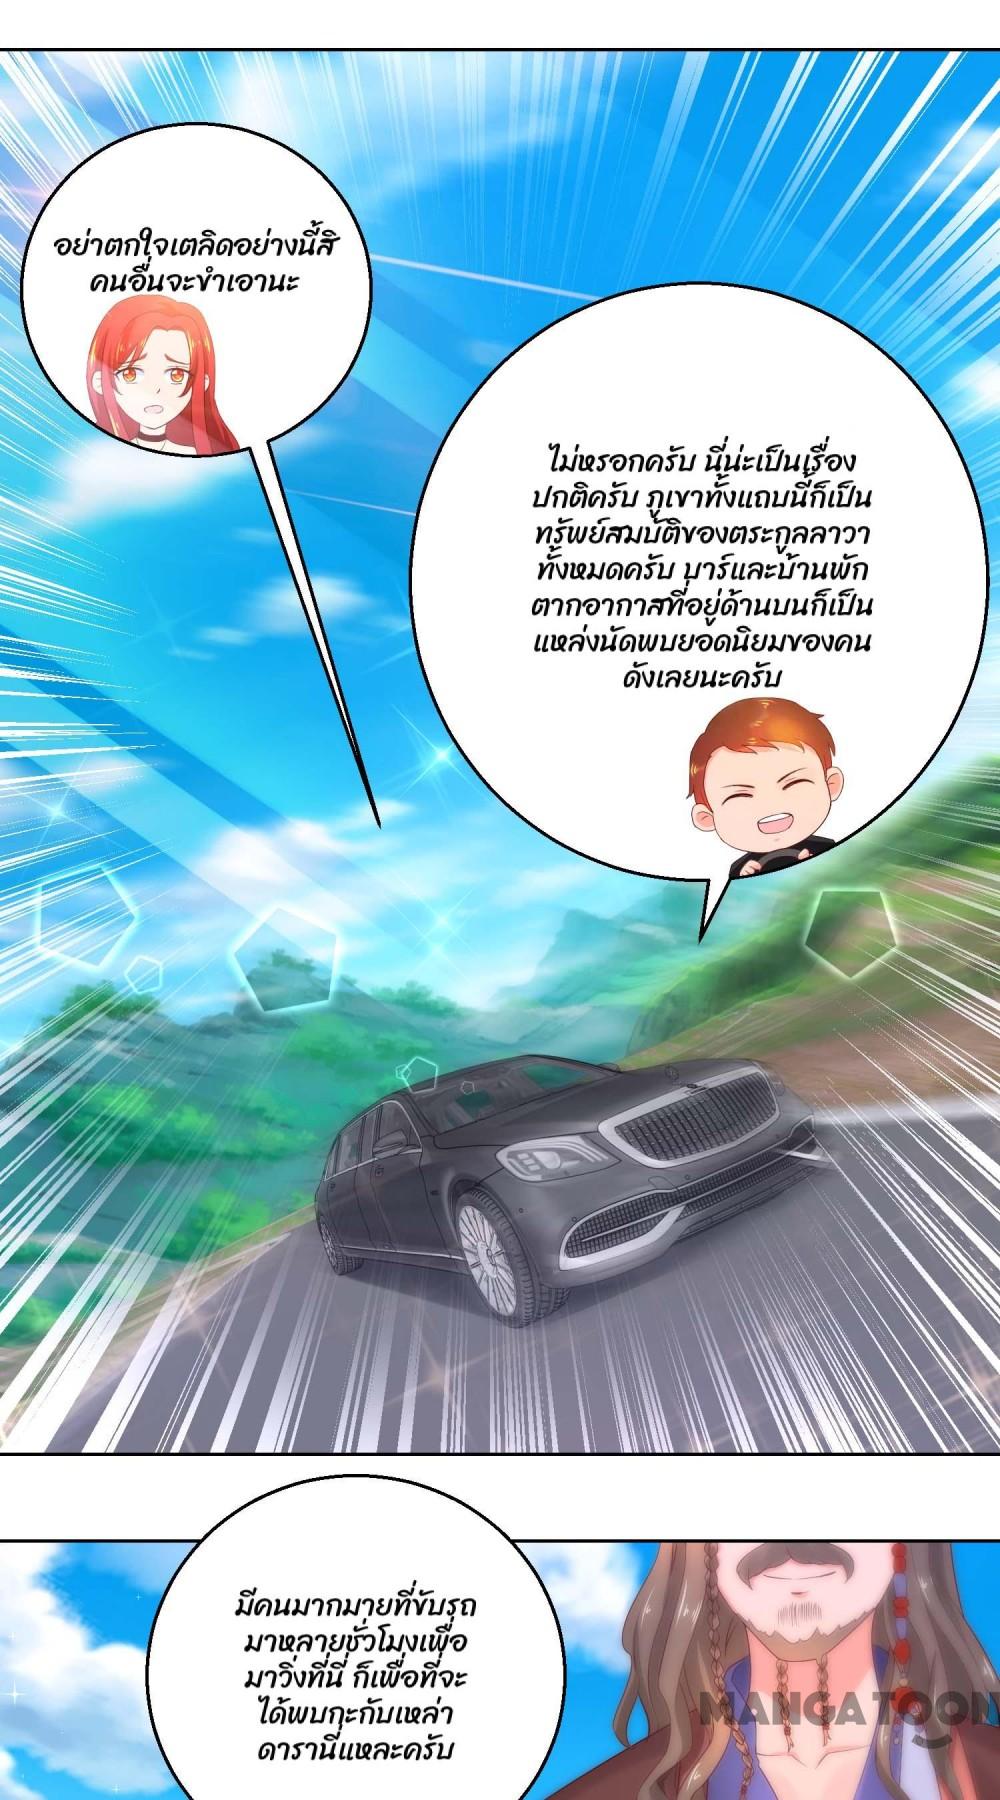 อย่าตกใจเตลิดอย่างนี้สิ
คนอื่นจะขำเอานะ
ไม่หรอกครับ นี่น่ะเป็นเรื่อง
ปกติครับ ภูเขาทั้งแถบนี้ก็เป็น
ทรัพย์สมบัติของตระกูลลาวา
ทั้งหมดครับ บาร์และบ้านพัก
ตากอากาสที่อยู่ด้านบนก็เป็น
แหล่งนัดพบยอดนิยมของคน
ดังเลยนะครับ
มีคนมากมายที่ขับรถ
มาหลายชั่วโมงเพื่อ
มาวิ่งที่นี่ ก็เพื่อที่จะ
ได้พบกะกับเหล่า
ดารานี่แหละครับ
MANGATOON